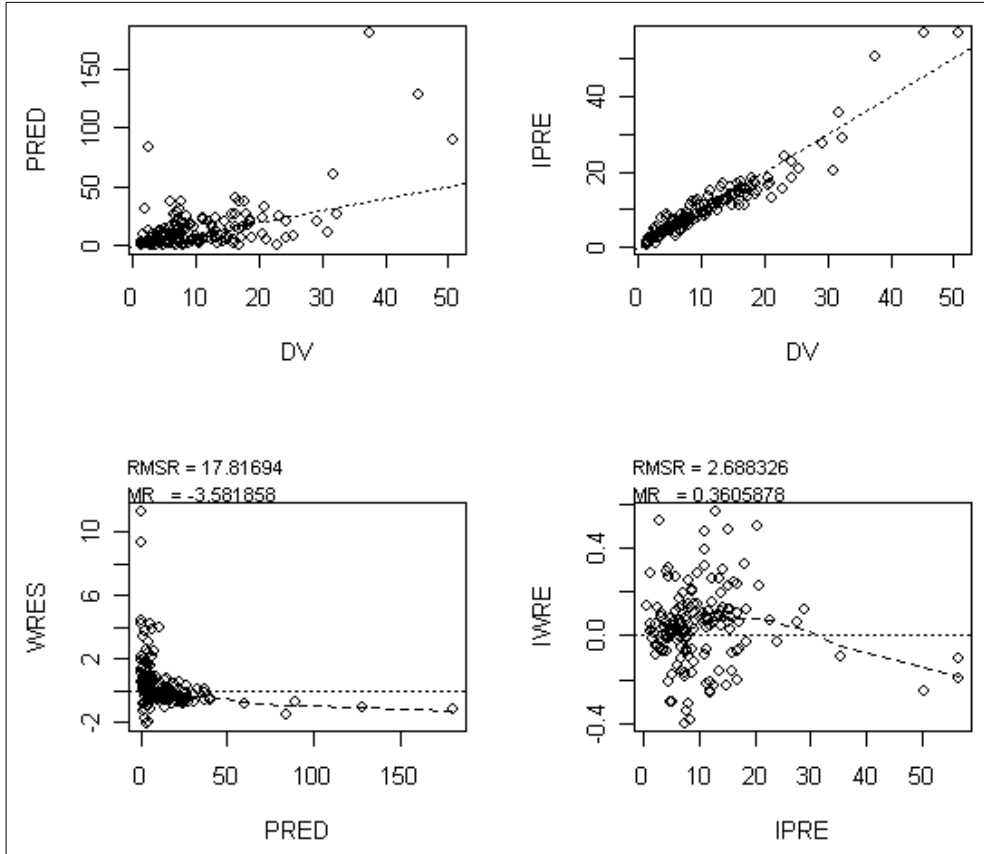 PRED
0 50 100 150
0 10 20 30 40 50
DV
IPRE
0 20 40
0 10 20 30 40 50
DV
RMSR = 17.81694
MR = -3.581858
WRES
-2 2 6 10
0 50 100 150
PRED
RMSR = 2.688326
MR = 0.3605878
IWRE
-0.4 0.0 0.4
0 10 20 30 40 50
IPRE